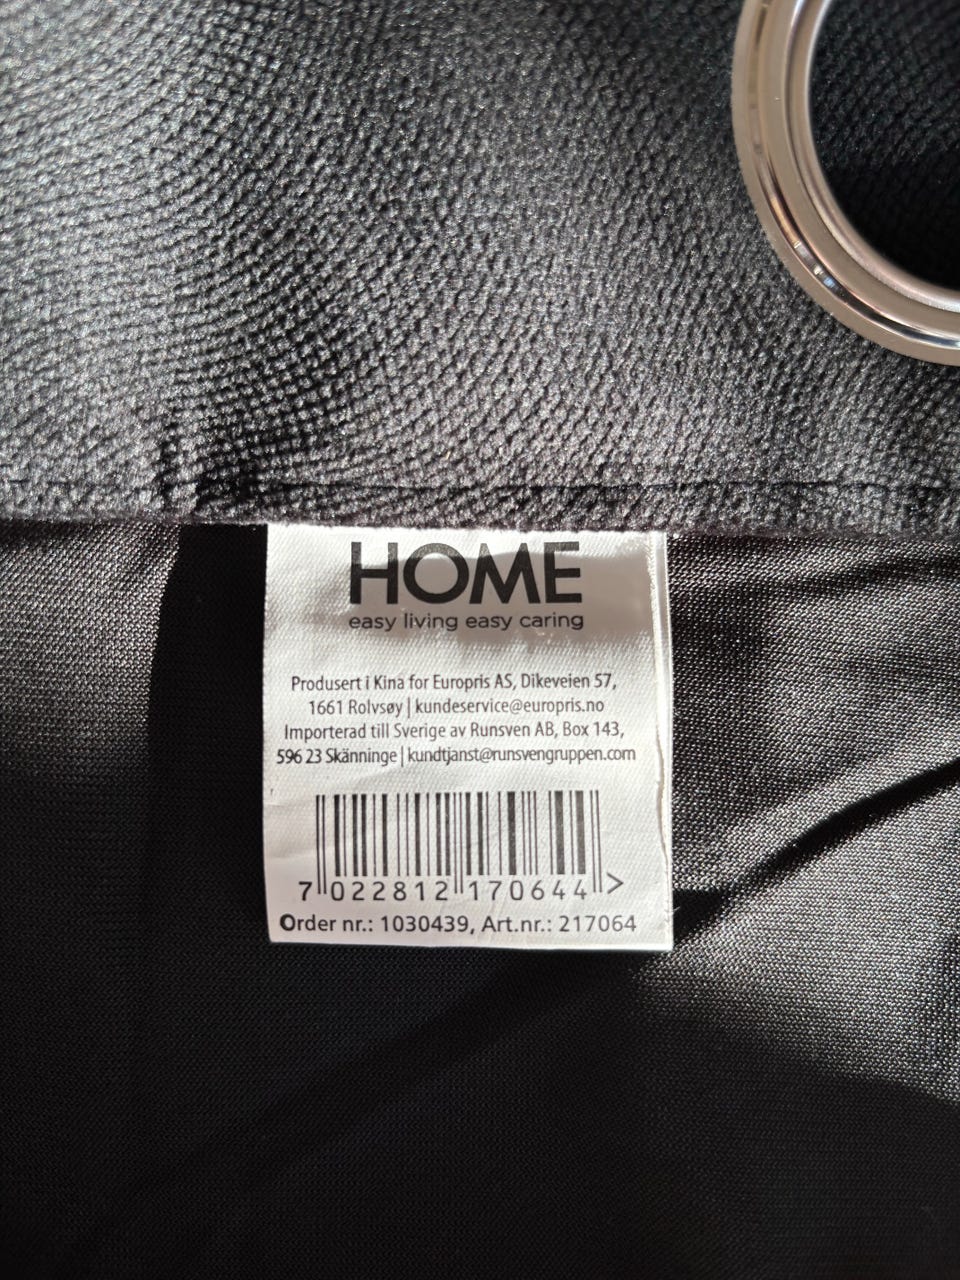 HOME
easy living easy caring
Produsert i Kina for Europris AS, Dikeveien 57,
1661 Rolvsøy | kundeservice@europris.no
Importerad till Sverige av Runsven AB, Box 143,
596 23 Skänninge | kundtjanst@runsvengruppen.com
7 022812 170644 >
Order nr.: 1030439, Art.nr.: 217064